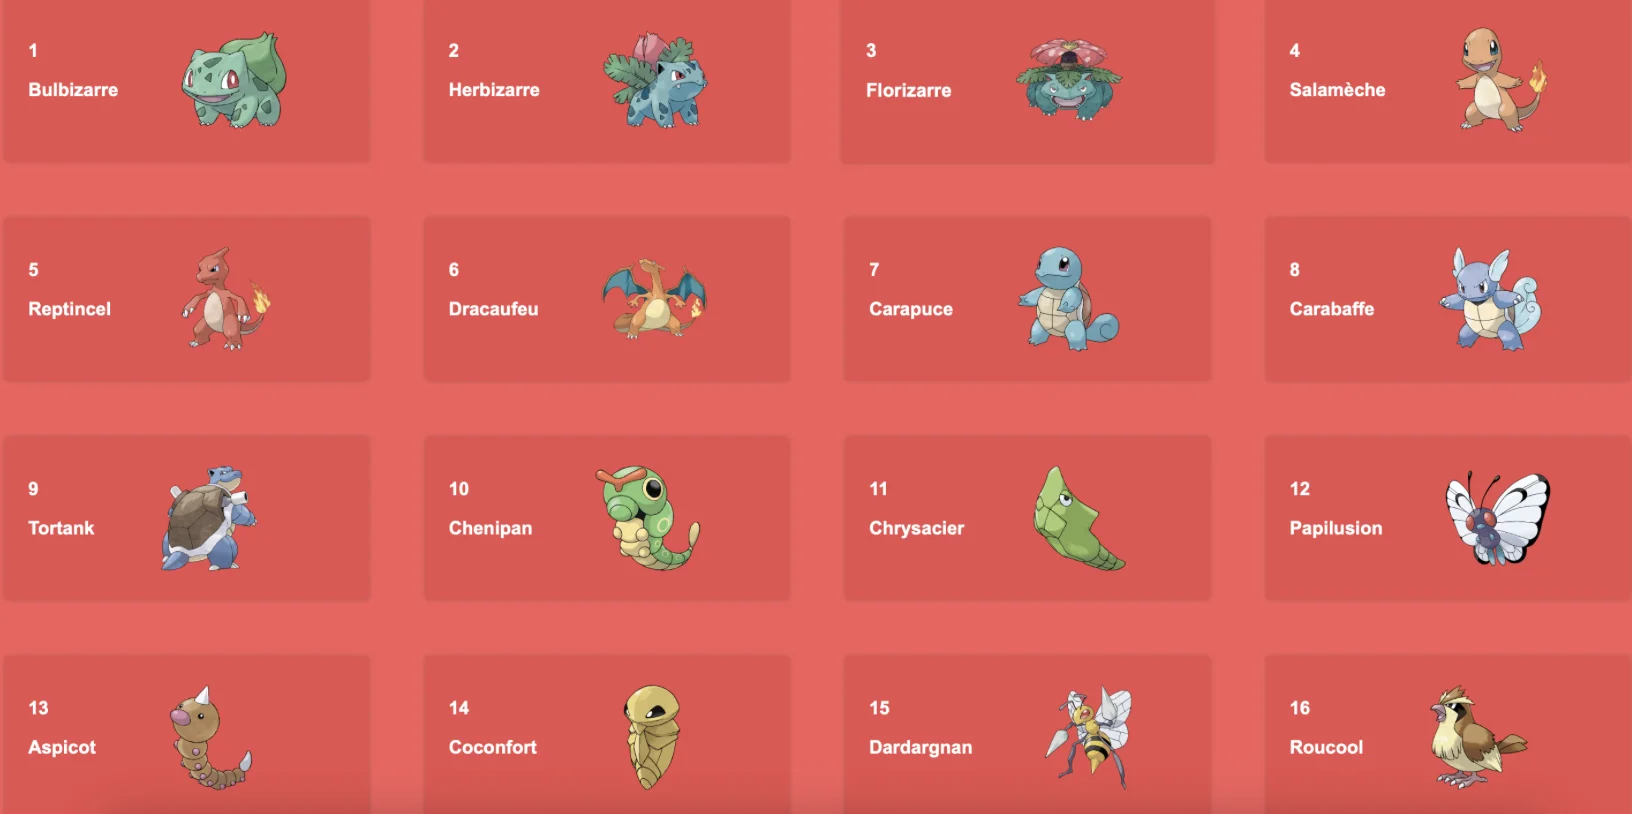 1
Bulbizarre
2
Herbizarre
3
Florizarre
4
Salamèche
5
Reptincel
6
Dracaufeu
7
Carapuce
8
Carabaffe
9
Tortank
10
Chenipan
11
Chrysacier
12
Papilusion
13
Aspicot
14
Coconfort
15
Dardargnan
16
Roucool